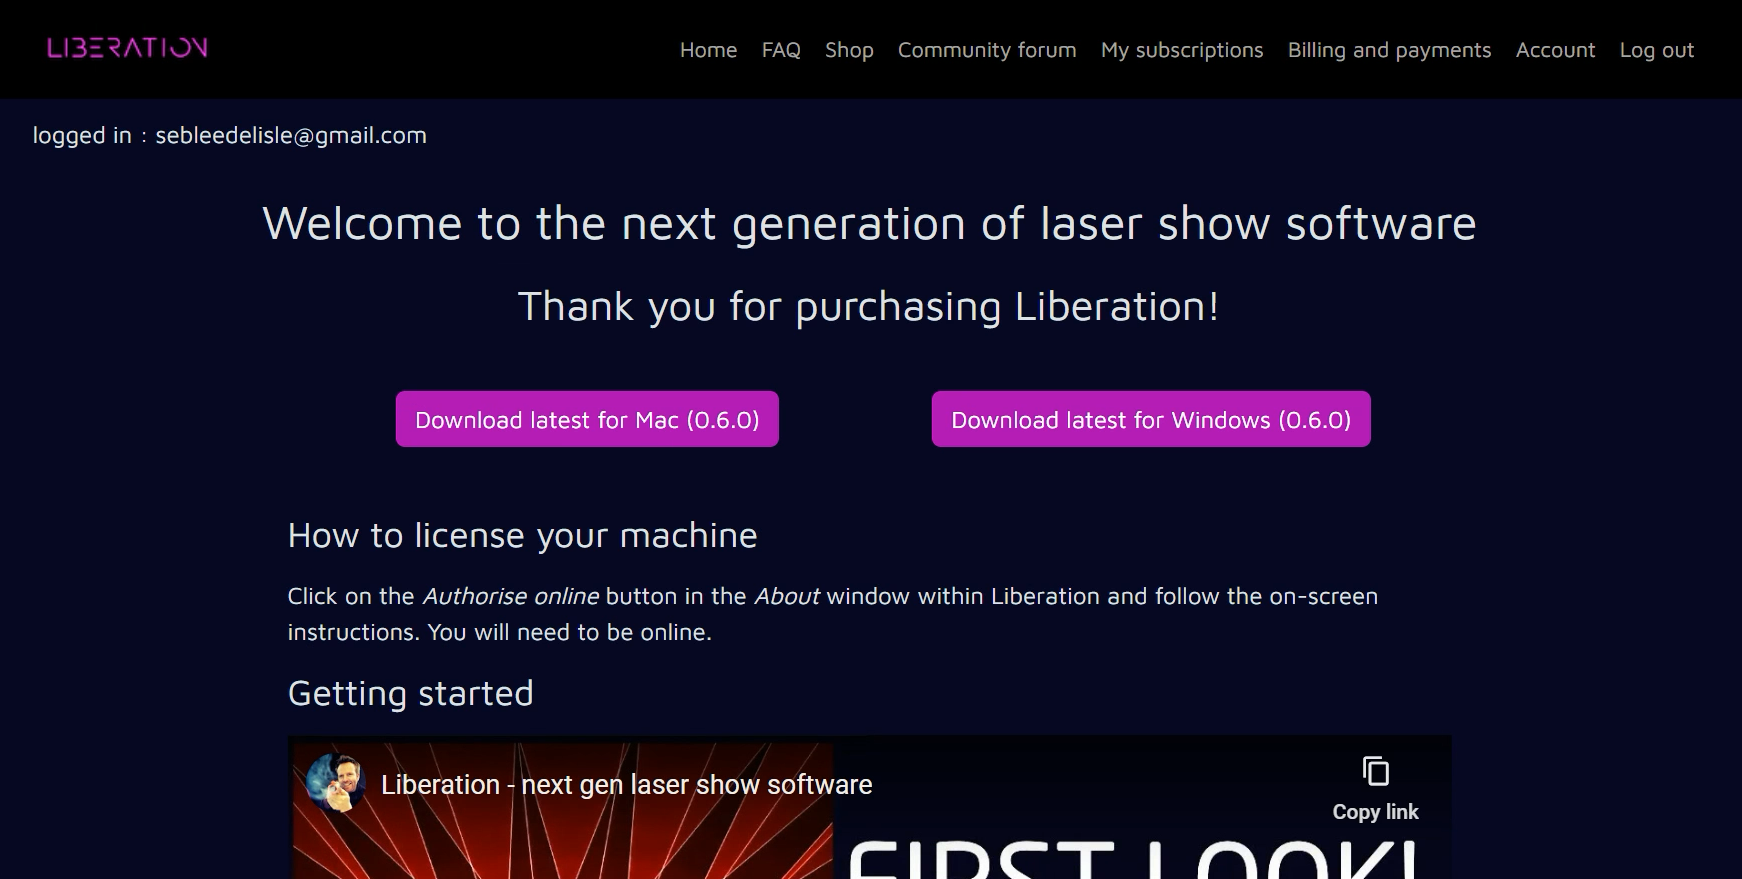 LIBERATION
Home FAQ Shop Community forum My subscriptions Billing and payments Account Log out
logged in : sebleedelisle@gmail.com
Welcome to the next generation of laser show software
Thank you for purchasing Liberation!
Download latest for Mac (0.6.0) Download latest for Windows (0.6.0)
How to license your machine
Click on the Authorise online button in the About window within Liberation and follow the on-screen
instructions. You will need to be online.
Getting started
Liberation - next gen laser show software
Copy link
FIRST LOOK!